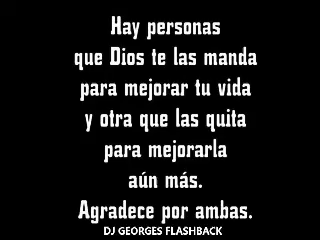 Hay personas
que Dios te las manda
para mejorar tu vida
y otra que las quita
para mejorarla
aún más.
Agradece por ambas.
DJ GEORGES FLASHBACK